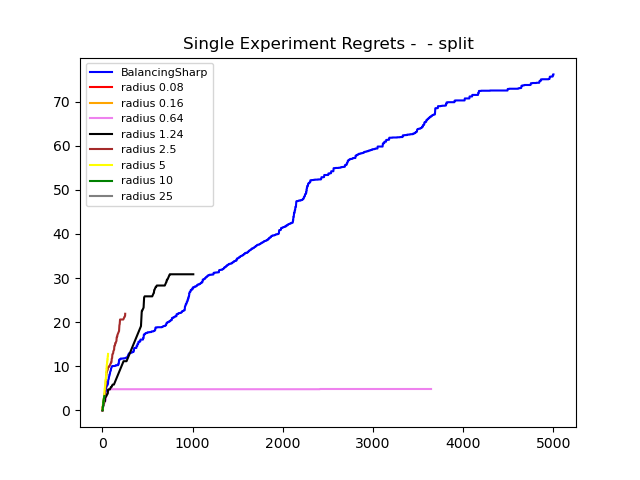 Single Experiment Regrets -  - split
BalancingSharp
radius 0.08
radius 0.16
radius 0.64
radius 1.24
radius 2.5
radius 5
radius 10
radius 25
70
60
50
40
30
20
10
0
0 1000 2000 3000 4000 5000